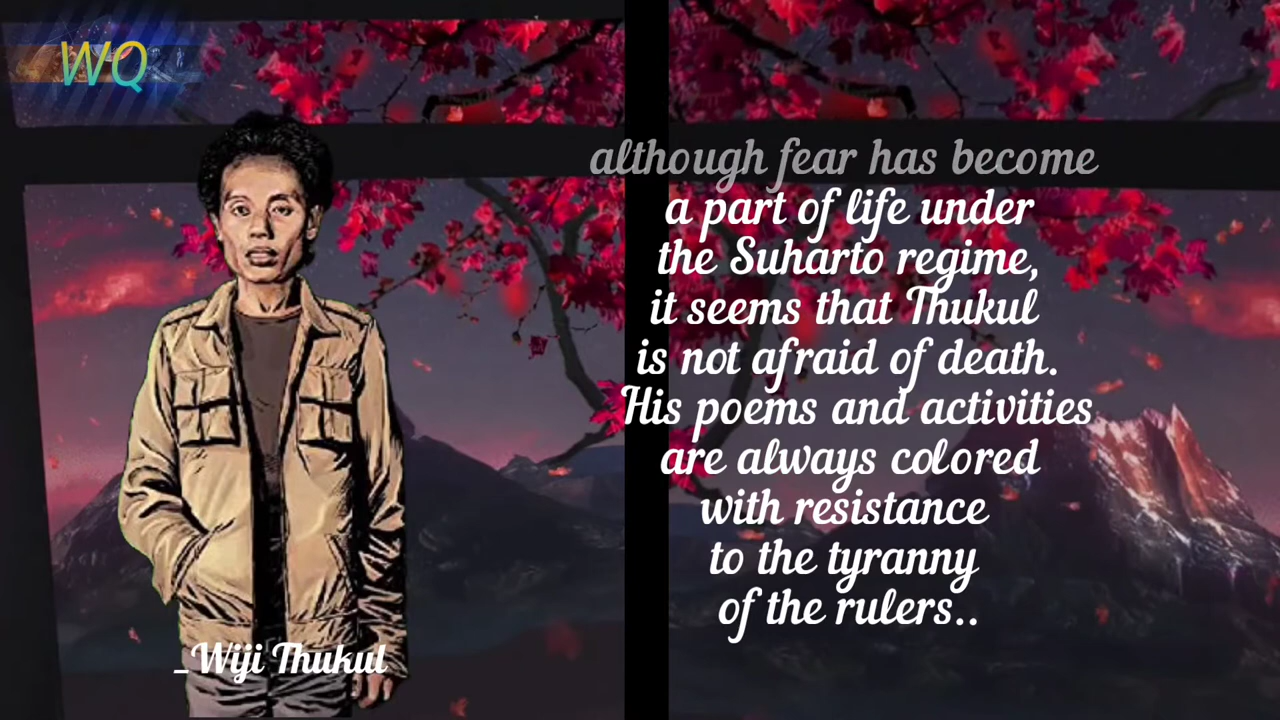 WQ
although fear has become
a part of life under
the Suharto regime,
it seems that Thukul
is not afraid of death.
His poems and activities
are always colored
with resistance
to the tyranny
of the rulers..
_Wiji Thukul